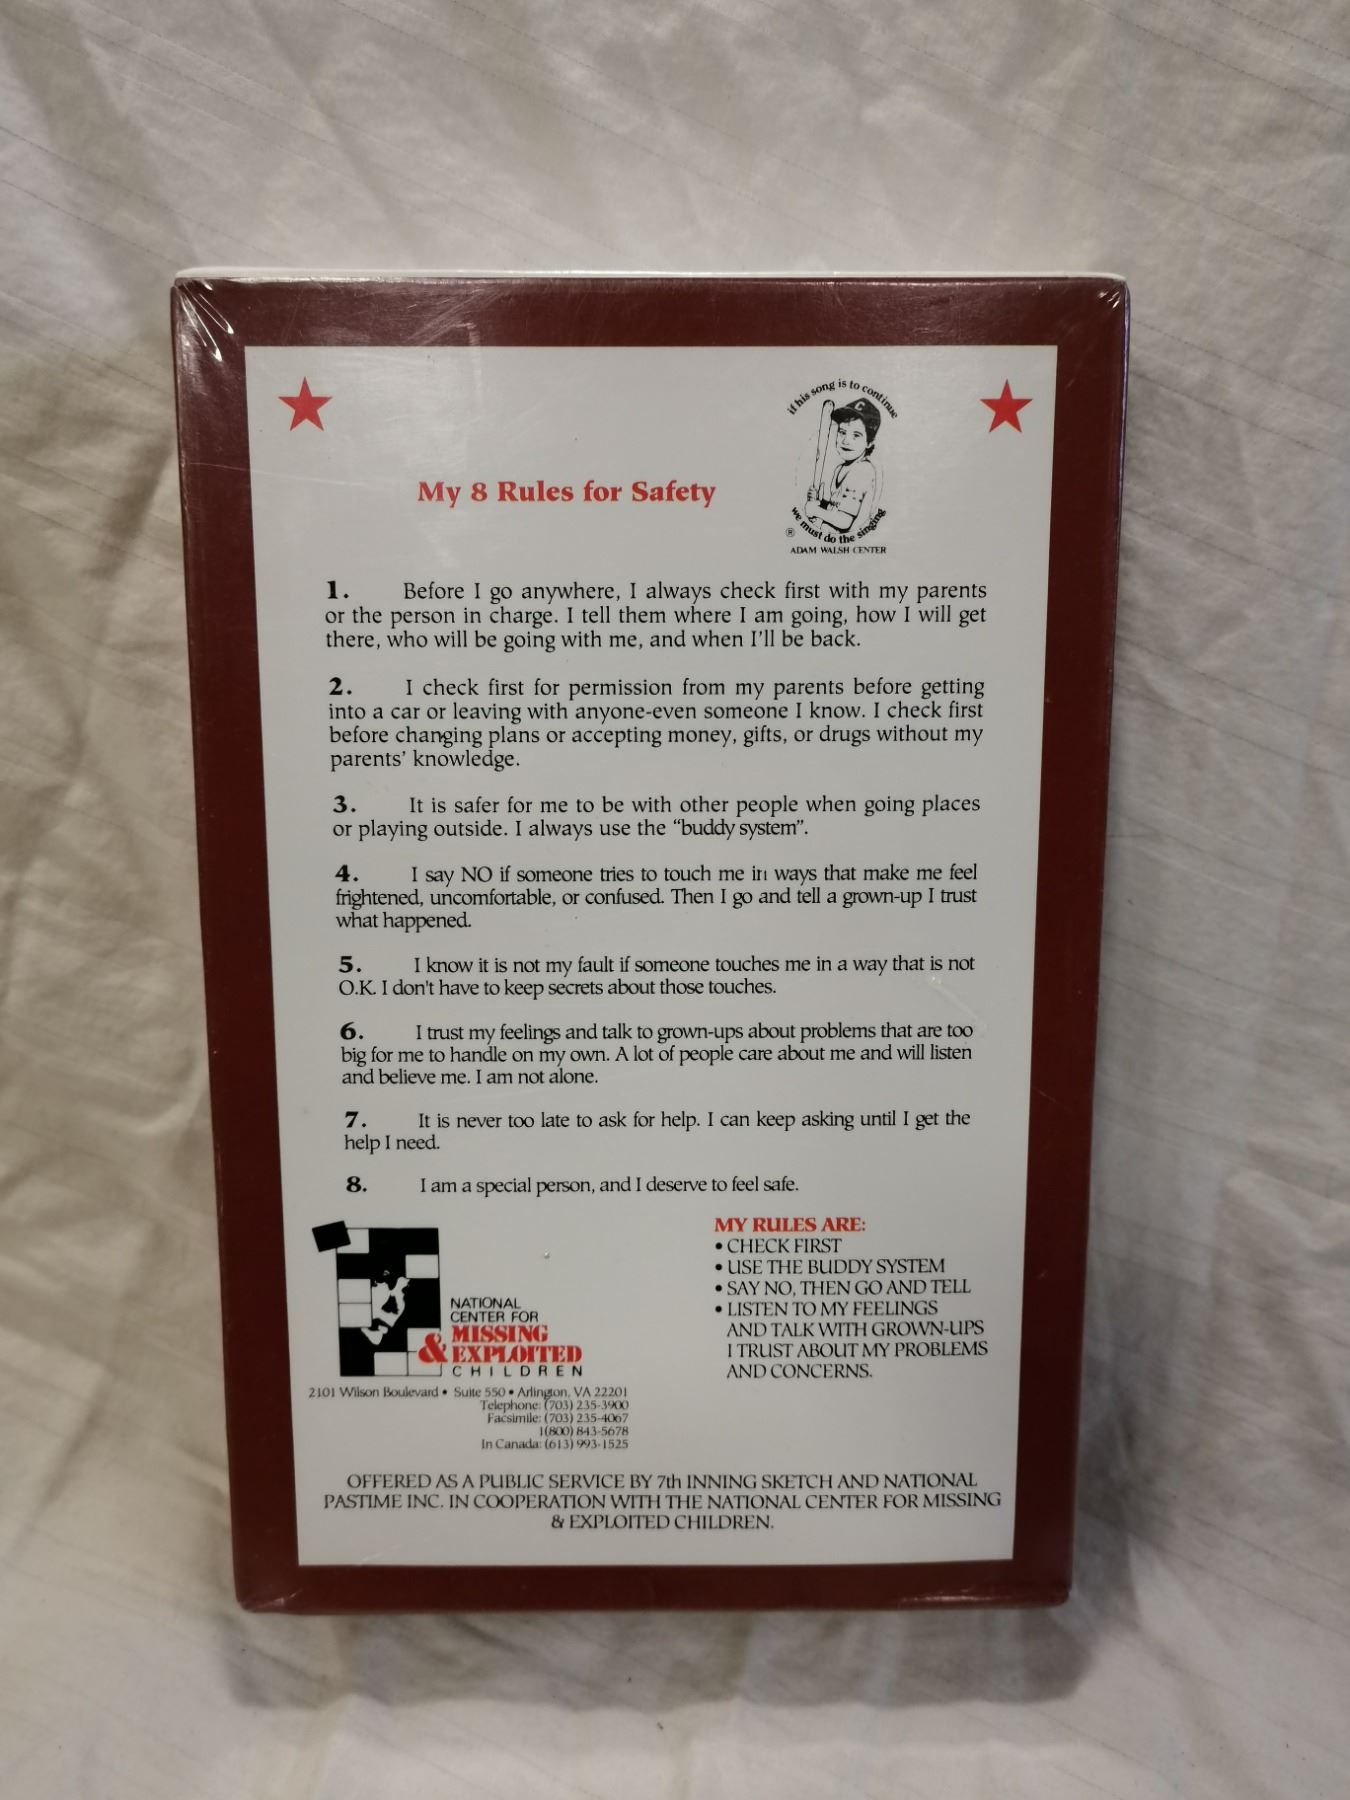 if his song is to continue
C
we must do the singing
®
ADAM WALSH CENTER
My 8 Rules for Safety
1. Before I go anywhere, I always check first with my parents
or the person in charge. I tell them where I am going, how I will get
there, who will be going with me, and when I'll be back.
2. I check first for permission from my parents before getting
into a car or leaving with anyone-even someone I know. I check first
before changing plans or accepting money, gifts, or drugs without my
parents' knowledge.
3. It is safer for me to be with other people when going places
or playing outside. I always use the "buddy system".
4. I say NO if someone tries to touch me in ways that make me feel
frightened, uncomfortable, or confused. Then I go and tell a grown-up I trust
what happened.
5. I know it is not my fault if someone touches me in a way that is not
O.K. I don't have to keep secrets about those touches.
6. I trust my feelings and talk to grown-ups about problems that are too
big for me to handle on my own. A lot of people care about me and will listen
and believe me. I am not alone.
7. It is never too late to ask for help. I can keep asking until I get the
help I need.
8. I am a special person, and I deserve to feel safe.
NATIONAL
CENTER FOR
MISSING
& EXPLOITED
CHILDREN
2101 Wilson Boulevard • Suite 550 • Arlington, VA 22201
Telephone: (703) 235-3900
Facsimile: (703) 235-4067
1(800) 843-5678
In Canada: (613) 993-1525
MY RULES ARE:
• CHECK FIRST
• USE THE BUDDY SYSTEM
• SAY NO, THEN GO AND TELL
• LISTEN TO MY FEELINGS
AND TALK WITH GROWN-UPS
I TRUST ABOUT MY PROBLEMS
AND CONCERNS.
OFFERED AS A PUBLIC SERVICE BY 7th INNING SKETCH AND NATIONAL
PASTIME INC. IN COOPERATION WITH THE NATIONAL CENTER FOR MISSING
& EXPLOITED CHILDREN.